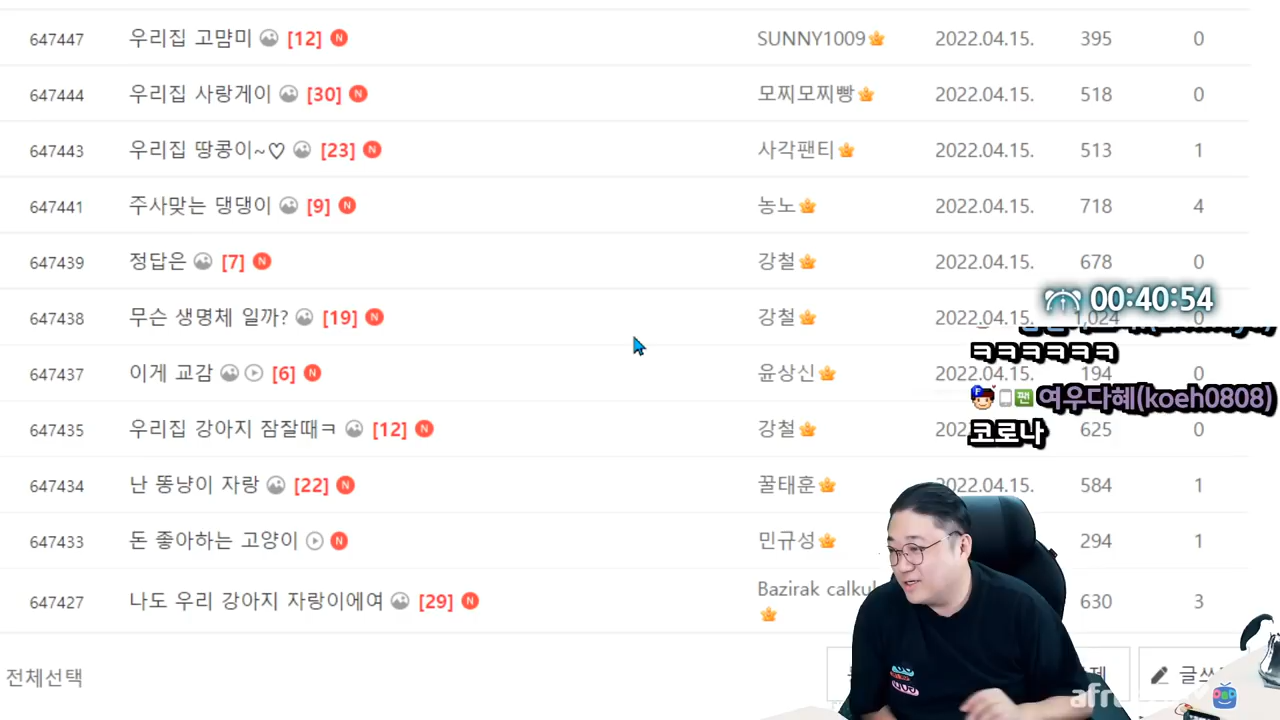 647447 우리집 고먐미 [12] N SUNNY1009 2022.04.15. 395 0
647444 우리집 사랑게이 [30] N 모찌모찌빵 2022.04.15. 518 0
647443 우리집 땅콩이~♡ [23] N 사각팬티 2022.04.15. 513 1
647441 주사맞는 댕댕이 [9] N 농노 2022.04.15. 718 4
647439 정답은 [7] N 강철 2022.04.15. 678 0
00:40:54
647438 무슨 생명체 일까? [19] N 강철 2022.04.15. 1,024
ㅋㅋㅋㅋㅋㅋ
647437 이게 교감 [6] N 윤상신 2022.04.15. 194 0
팬 여우다혜(koeh0808)
647435 우리집 강아지 잠잘때ㅋ [12] N 강철 202 625 0
코로나
647434 난 똥냥이 자랑 [22] N 꿀태훈 2022.04.15. 584 1
647433 돈 좋아하는 고양이 N 민규성 294 1
647427 나도 우리 강아지 자랑이에여 [29] N Bazirak 630 3
전체선택